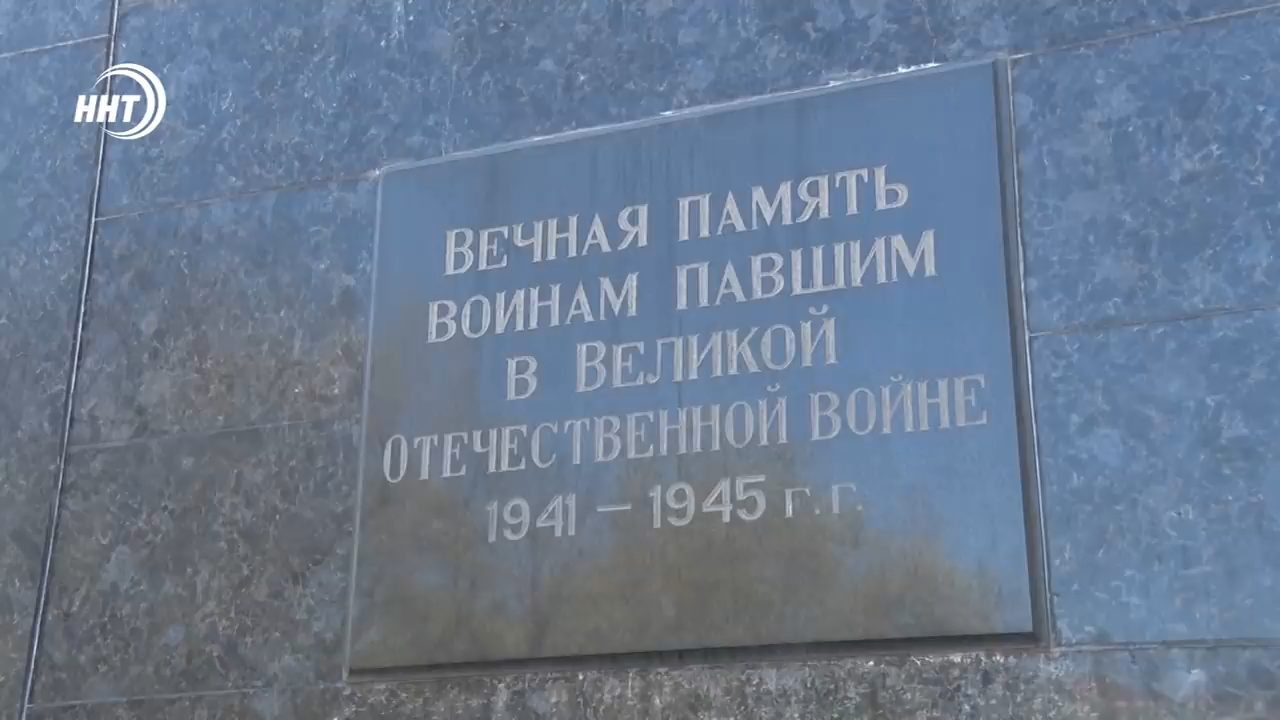 ННТ
ВЕЧНАЯ ПАМЯТЬ
ВОИНАМ ПАВШИМ
В ВЕЛИКОЙ
ОТЕЧЕСТВЕННОЙ ВОЙНЕ
1941 – 1945 г.г.